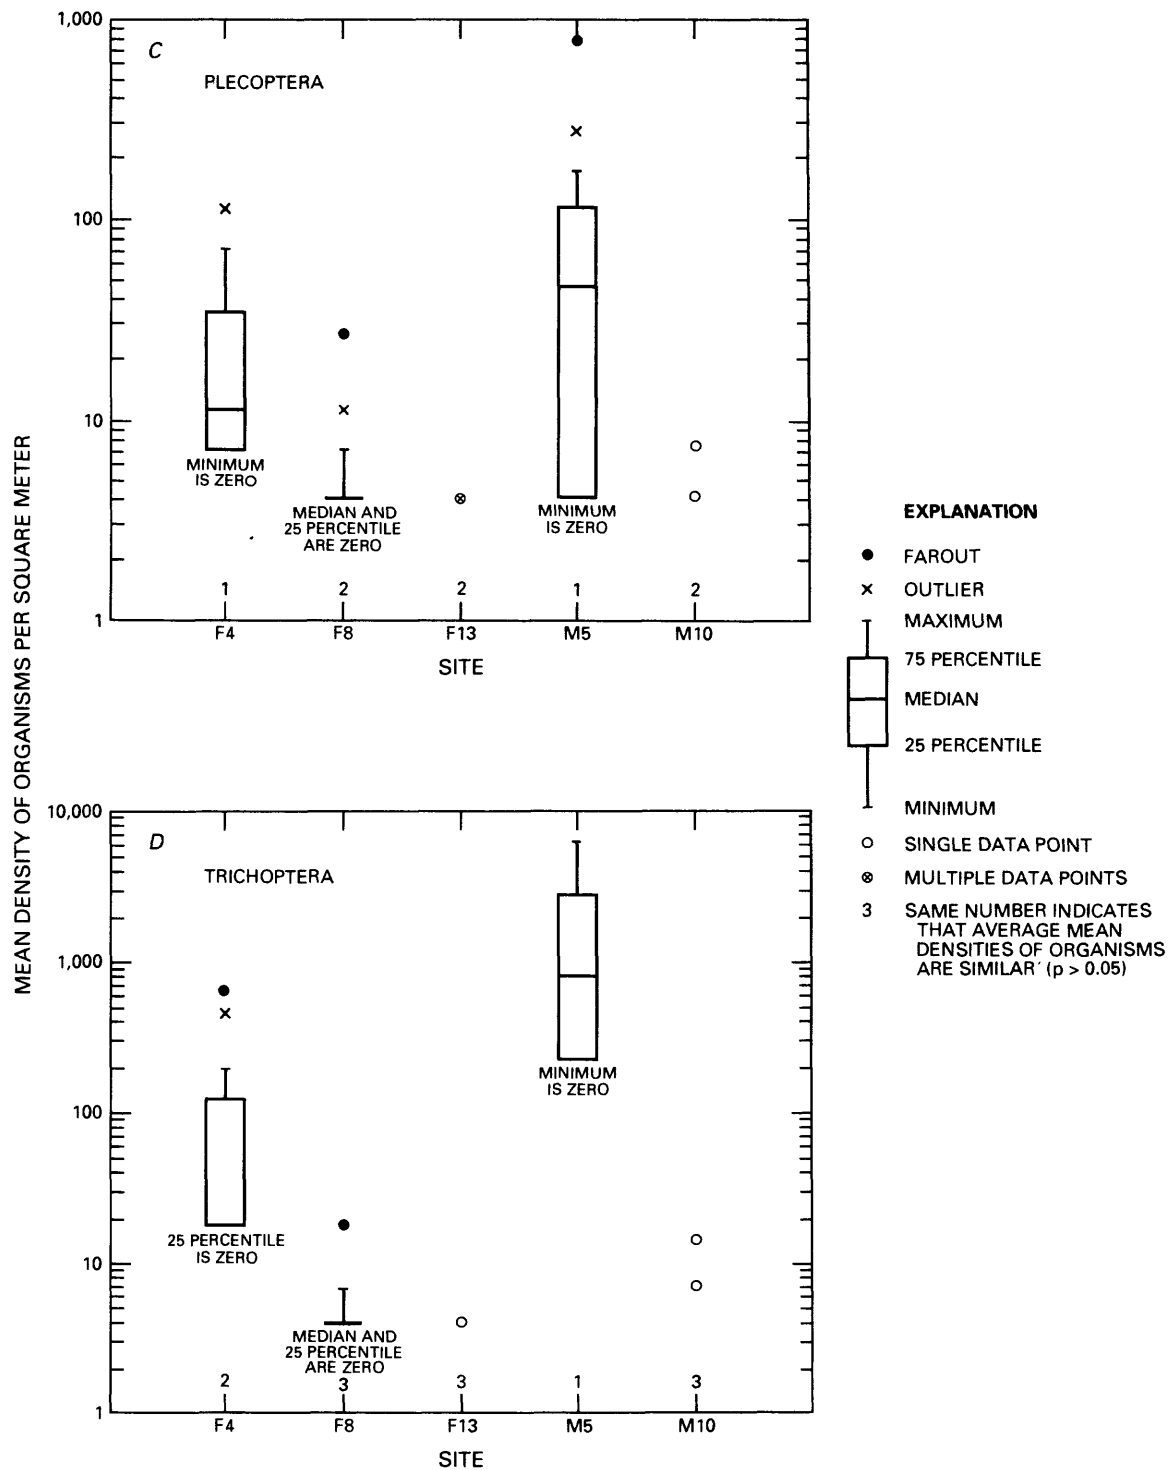 MEAN DENSITY OF ORGANISMS PER SQUARE METER
C
PLECOPTERA
1,000
100
10
1
MINIMUM
IS ZERO
MEDIAN AND
25 PERCENTILE
ARE ZERO
MINIMUM
IS ZERO
1 2 2 1 2
F4 F8 F13 M5 M10
SITE
D
TRICHOPTERA
10,000
1,000
100
10
1
MINIMUM
IS ZERO
25 PERCENTILE
IS ZERO
MEDIAN AND
25 PERCENTILE
ARE ZERO
2 3 3 1 3
F4 F8 F13 M5 M10
SITE
EXPLANATION
FAROUT
OUTLIER
MAXIMUM
75 PERCENTILE
MEDIAN
25 PERCENTILE
MINIMUM
SINGLE DATA POINT
MULTIPLE DATA POINTS
3 SAME NUMBER INDICATES
THAT AVERAGE MEAN
DENSITIES OF ORGANISMS
ARE SIMILAR (p > 0.05)